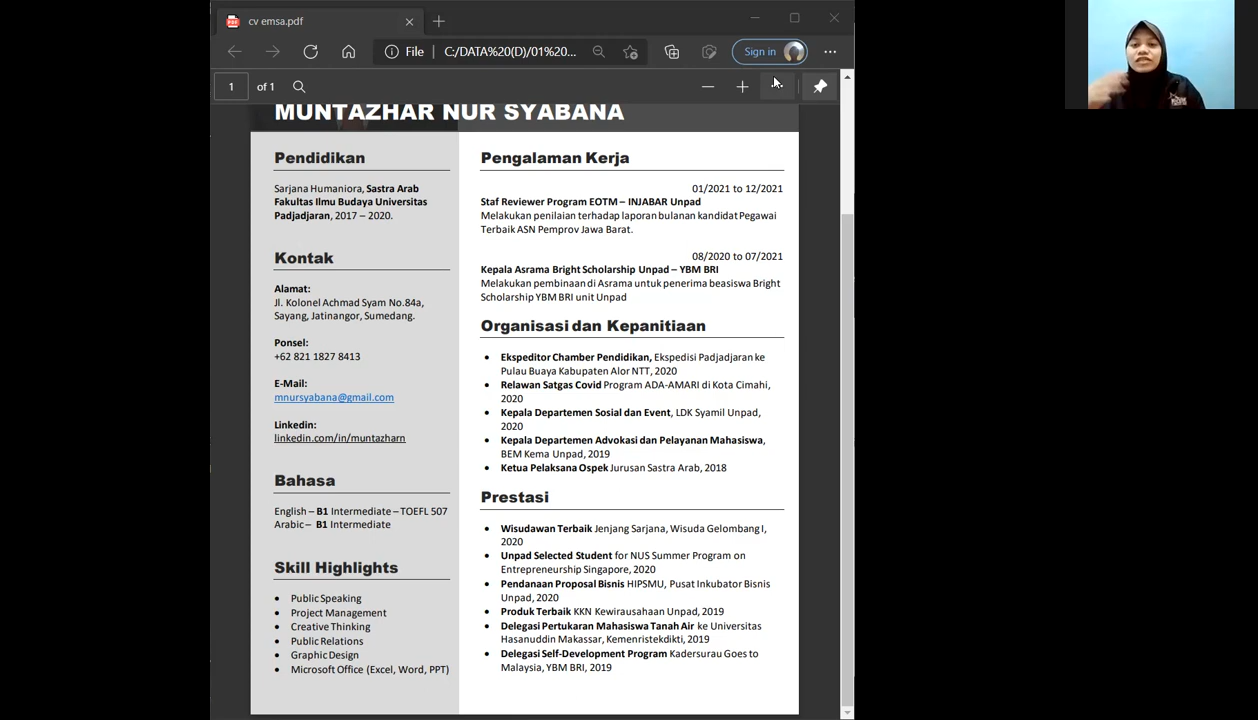 cv emsa.pdf
File
C:/DATA%20(D)/01%20...
Sign in
1
of 1
MUNTAZHAR NUR SYABANA
Pendidikan
Sarjana Humaniora, Sastra Arab
Fakultas Ilmu Budaya Universitas
Padjadjaran, 2017 – 2020.
Kontak
Alamat:
Jl. Kolonel Achmad Syam No.84a,
Sayang, Jatinangor, Sumedang.
Ponsel:
+62 821 1827 8413
E-Mail:
mnursyabana@gmail.com
Linkedin:
linkedin.com/in/muntazharn
Bahasa
English – B1 Intermediate – TOEFL 507
Arabic – B1 Intermediate
Skill Highlights
• Public Speaking
• Project Management
• Creative Thinking
• Public Relations
• Graphic Design
• Microsoft Office (Excel, Word, PPT)
Pengalaman Kerja
01/2021 to 12/2021
Staf Reviewer Program EOTM – INJABAR Unpad
Melakukan penilaian terhadap laporan bulanan kandidat Pegawai
Terbaik ASN Pemprov Jawa Barat.
08/2020 to 07/2021
Kepala Asrama Bright Scholarship Unpad – YBM BRI
Melakukan pembinaan di Asrama untuk penerima beasiswa Bright
Scholarship YBM BRI unit Unpad
Organisasi dan Kepanitiaan
• Ekspeditor Chamber Pendidikan, Ekspedisi Padjadjaran ke
Pulau Buaya Kabupaten Alor NTT, 2020
• Relawan Satgas Covid Program ADA-AMARI di Kota Cimahi,
2020
• Kepala Departemen Sosial dan Event, LDK Syamil Unpad,
2020
• Kepala Departemen Advokasi dan Pelayanan Mahasiswa,
BEM Kema Unpad, 2019
• Ketua Pelaksana Ospek Jurusan Sastra Arab, 2018
Prestasi
• Wisudawan Terbaik Jenjang Sarjana, Wisuda Gelombang I,
2020
• Unpad Selected Student for NUS Summer Program on
Entrepreneurship Singapore, 2020
• Pendanaan Proposal Bisnis HIPSMU, Pusat Inkubator Bisnis
Unpad, 2020
• Produk Terbaik KKN Kewirausahaan Unpad, 2019
• Delegasi Pertukaran Mahasiswa Tanah Air ke Universitas
Hasanuddin Makassar, Kemenristekdikti, 2019
• Delegasi Self-Development Program Kadersurau Goes to
Malaysia, YBM BRI, 2019